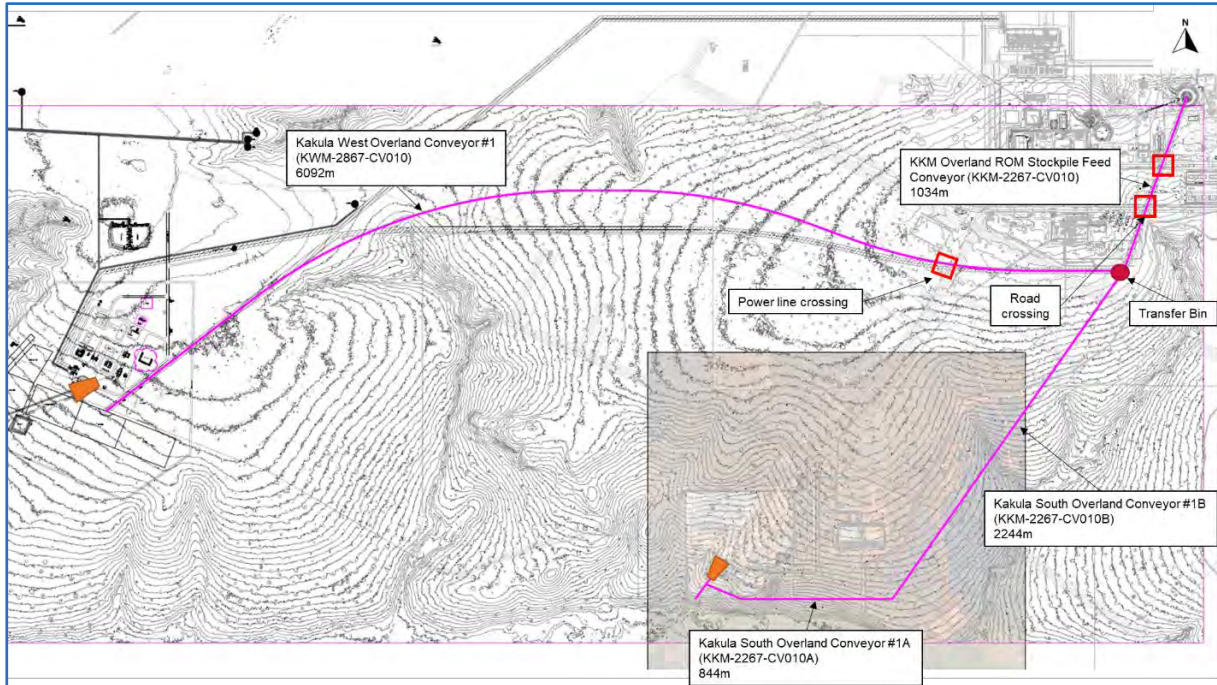 N
Kakula West Overland Conveyor #1
(KWM-2867-CV010)
6092m
KKM Overland ROM Stockpile Feed
Conveyor (KKM-2267-CV010)
1034m
Power line crossing
Road
crossing
Transfer Bin
Kakula South Overland Conveyor #1B
(KKM-2267-CV010B)
2244m
Kakula South Overland Conveyor #1A
(KKM-2267-CV010A)
844m